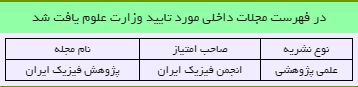 در فهرست مجلات داخلی مورد تایید وزارت علوم یافت شد
نام مجله صاحب امتیاز نوع نشریه
پژوهش فیزیک ایران انجمن فیزیک ایران علمی پژوهشی